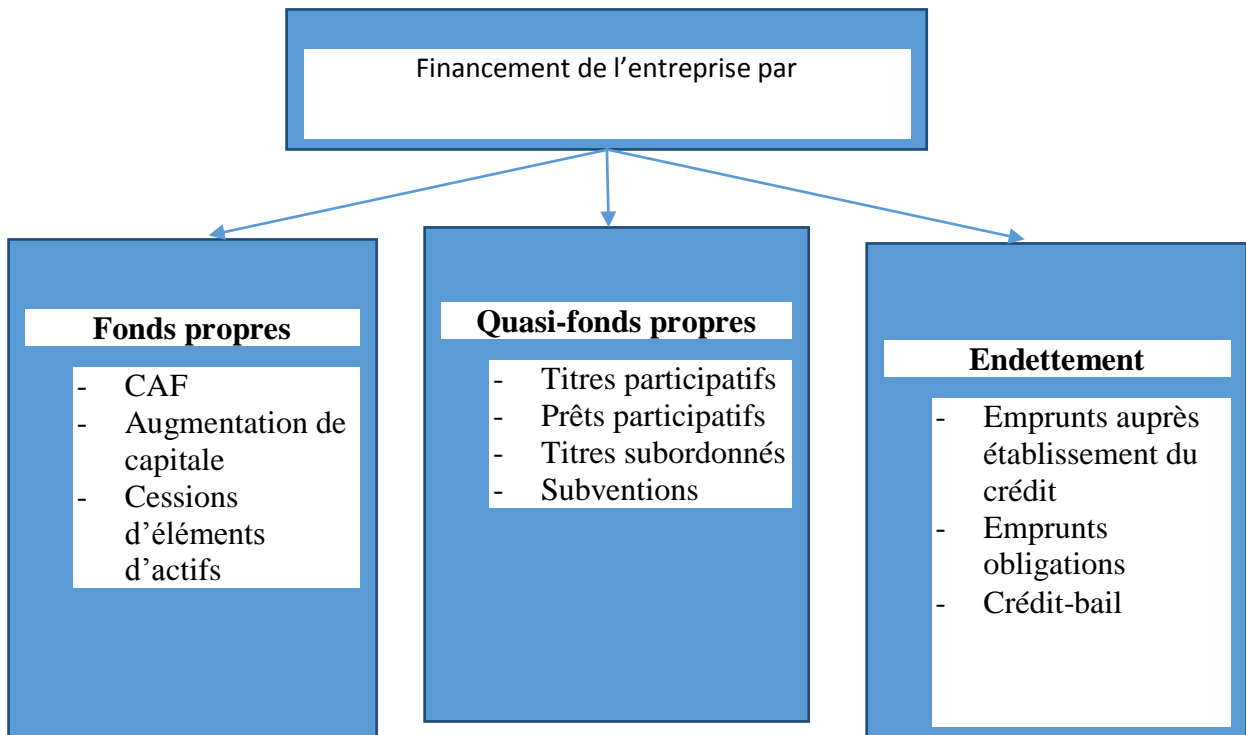 Financement de l’entreprise par
Fonds propres
- CAF
- Augmentation de
capitale
- Cessions
d’éléments
d’actifs
Quasi-fonds propres
- Titres participatifs
- Prêts participatifs
- Titres subordonnés
- Subventions
Endettement
- Emprunts auprès
établissement du
crédit
- Emprunts
obligations
- Crédit-bail